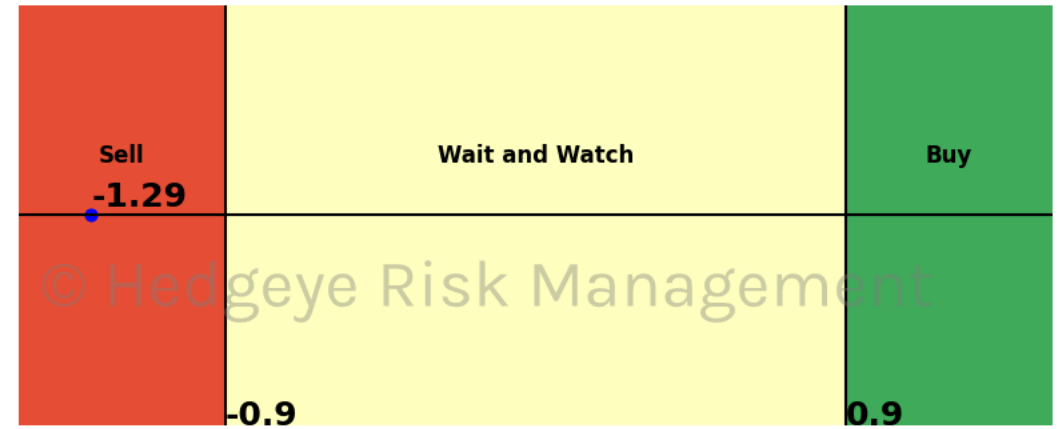 Sell
Wait and Watch
Buy
-1.29
© Hedgeye Risk Management
-0.9
0.9